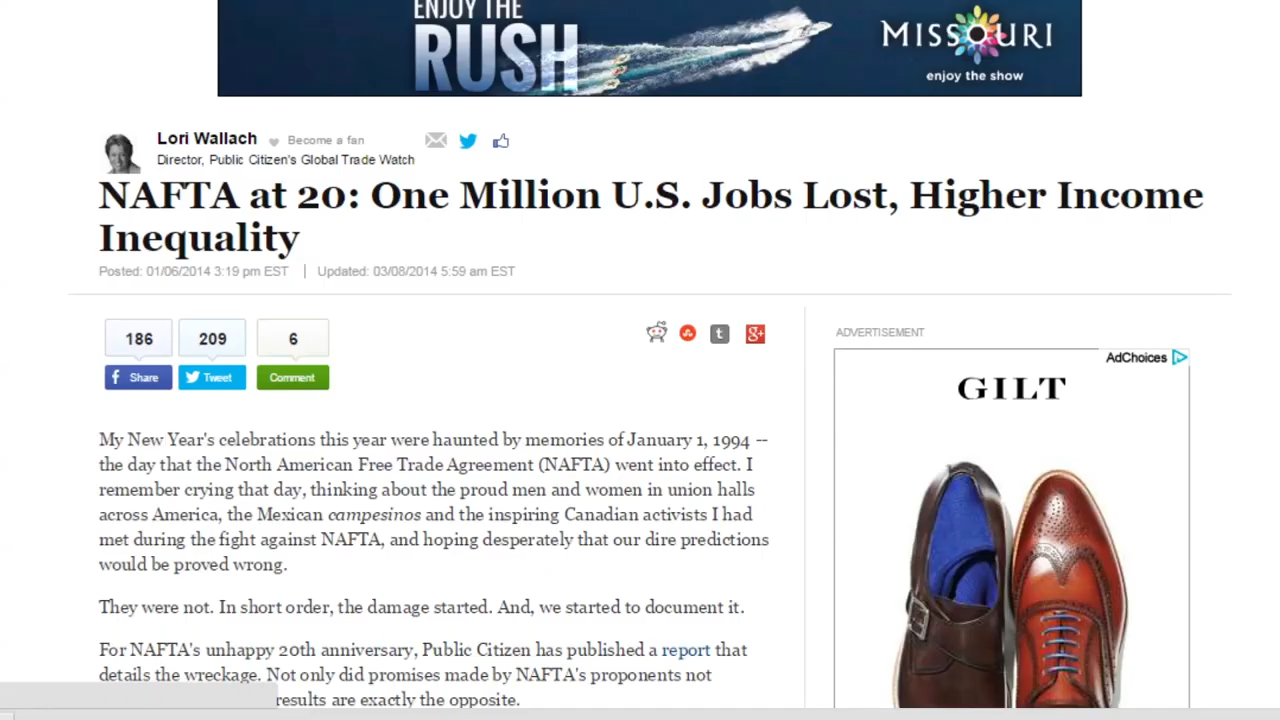 ENJOY THE
RUSH
MISSOURI
enjoy the show
Lori Wallach Become a fan
Director, Public Citizen's Global Trade Watch
NAFTA at 20: One Million U.S. Jobs Lost, Higher Income
Inequality
Posted: 01/06/2014 3:19 pm EST | Updated: 03/08/2014 5:59 am EST
186 209 6
f Share Tweet Comment
t g+
ADVERTISEMENT
AdChoices
GILT
My New Year's celebrations this year were haunted by memories of January 1, 1994 --
the day that the North American Free Trade Agreement (NAFTA) went into effect. I
remember crying that day, thinking about the proud men and women in union halls
across America, the Mexican campesinos and the inspiring Canadian activists I had
met during the fight against NAFTA, and hoping desperately that our dire predictions
would be proved wrong.
They were not. In short order, the damage started. And, we started to document it.
For NAFTA's unhappy 20th anniversary, Public Citizen has published a report that
details the wreckage. Not only did promises made by NAFTA's proponents not
results are exactly the opposite.